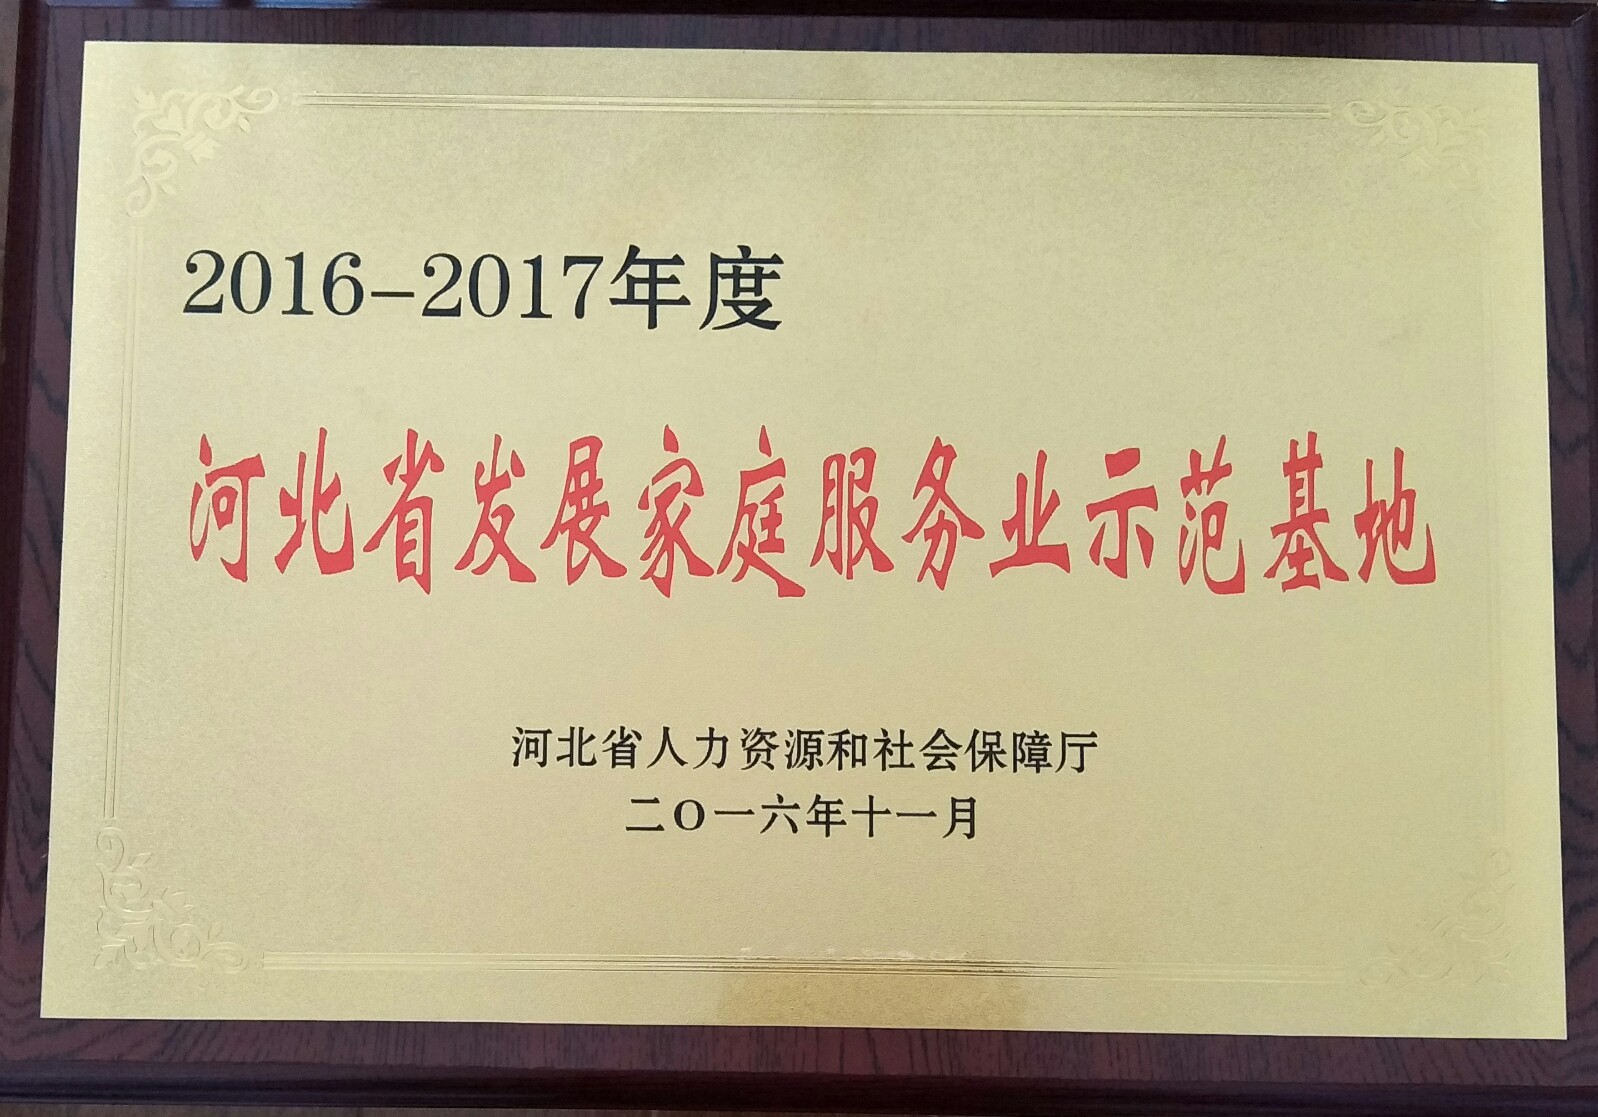 2016-2017年度
河北省发展家庭服务业示范基地
河北省人力资源和社会保障厅
二〇一六年十一月